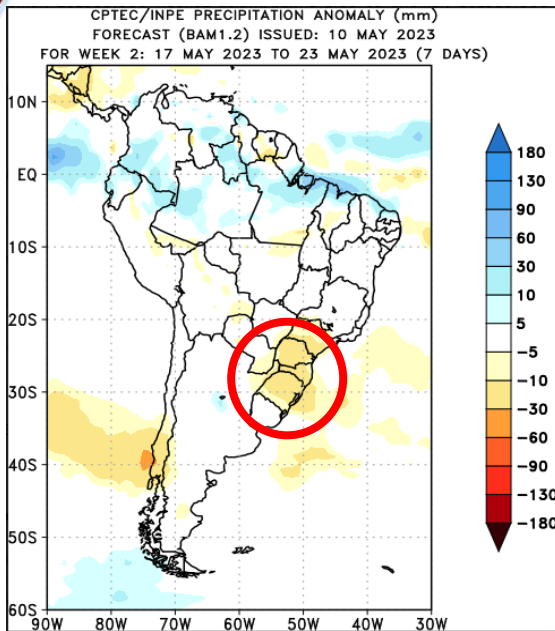 CPTEC/INPE PRECIPITATION ANOMALY (mm)
FORECAST (BAM1.2) ISSUED: 10 MAY 2023
FOR WEEK 2: 17 MAY 2023 TO 23 MAY 2023 (7 DAYS)
10N
EQ
10S
20S
30S
40S
50S
60S
90W 80W 70W 60W 50W 40W 30W
180
130
90
60
30
10
5
-5
-10
-30
-60
-90
-130
-180